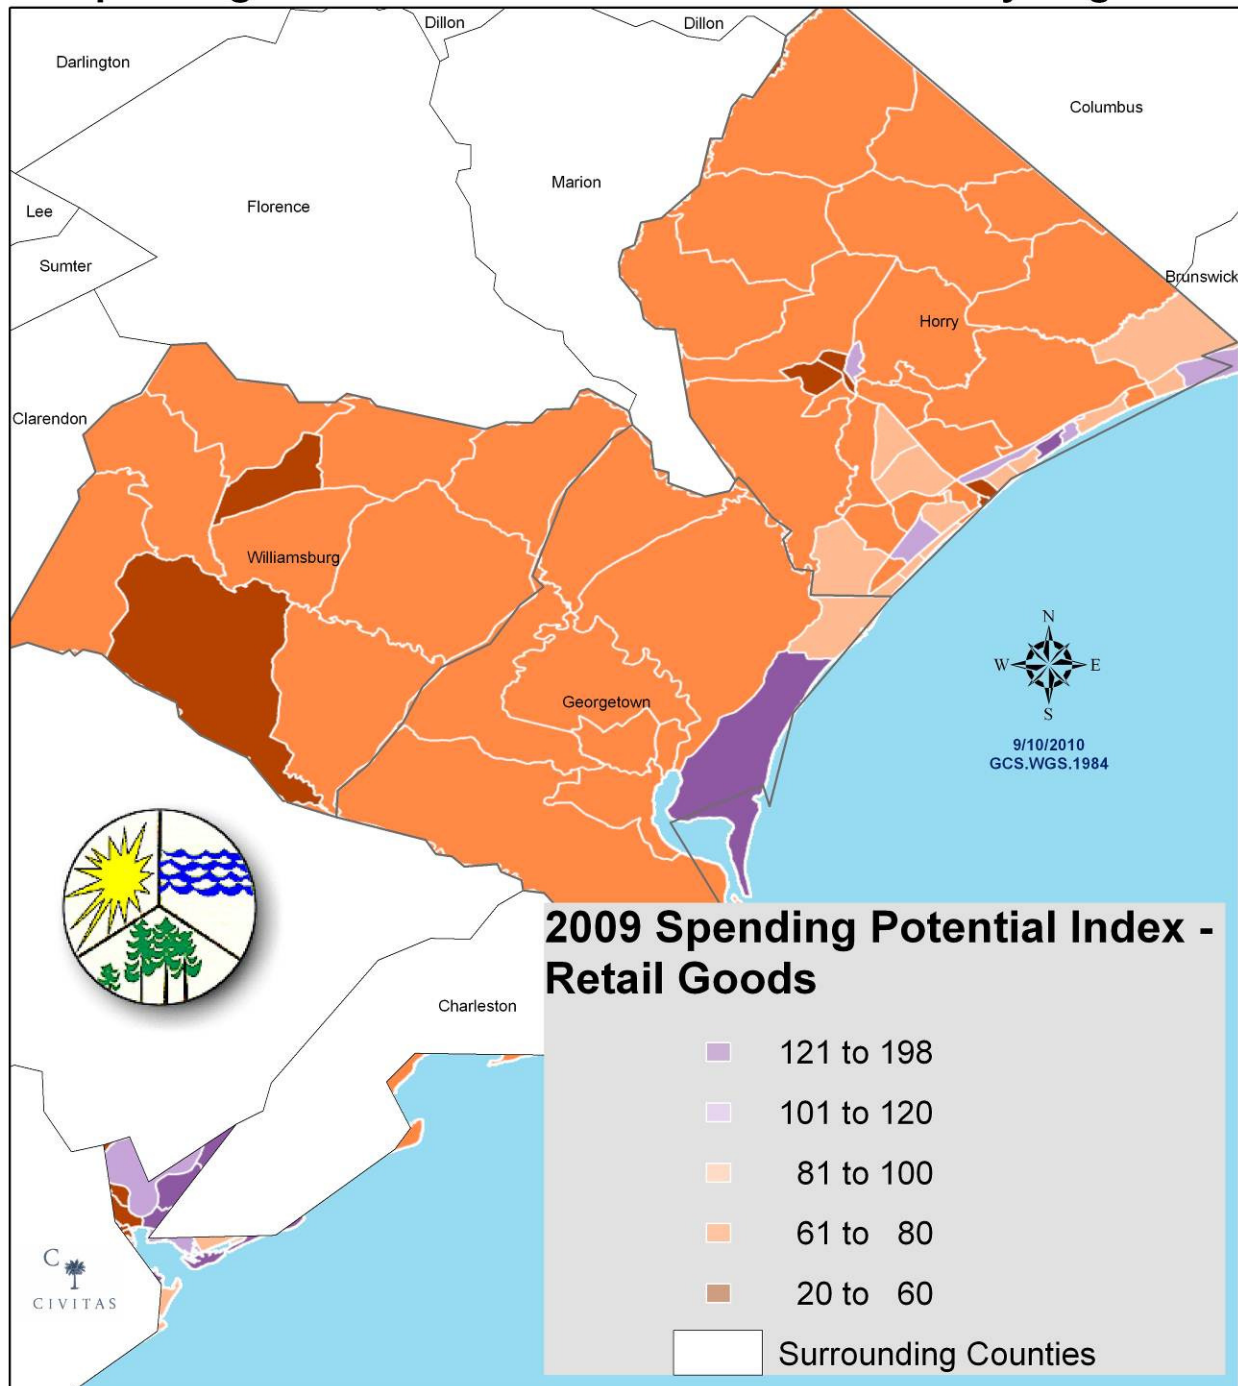 Dillon
Dillon
Darlington
Columbus
Marion
Lee
Florence
Sumter
Brunswick
Horry
Clarendon
Williamsburg
N
W
E
S
Georgetown
9/10/2010
GCS.WGS.1984
2009 Spending Potential Index -
Retail Goods
Charleston
121 to 198
101 to 120
81 to 100
61 to 80
20 to 60
Surrounding Counties
C
CIVITAS